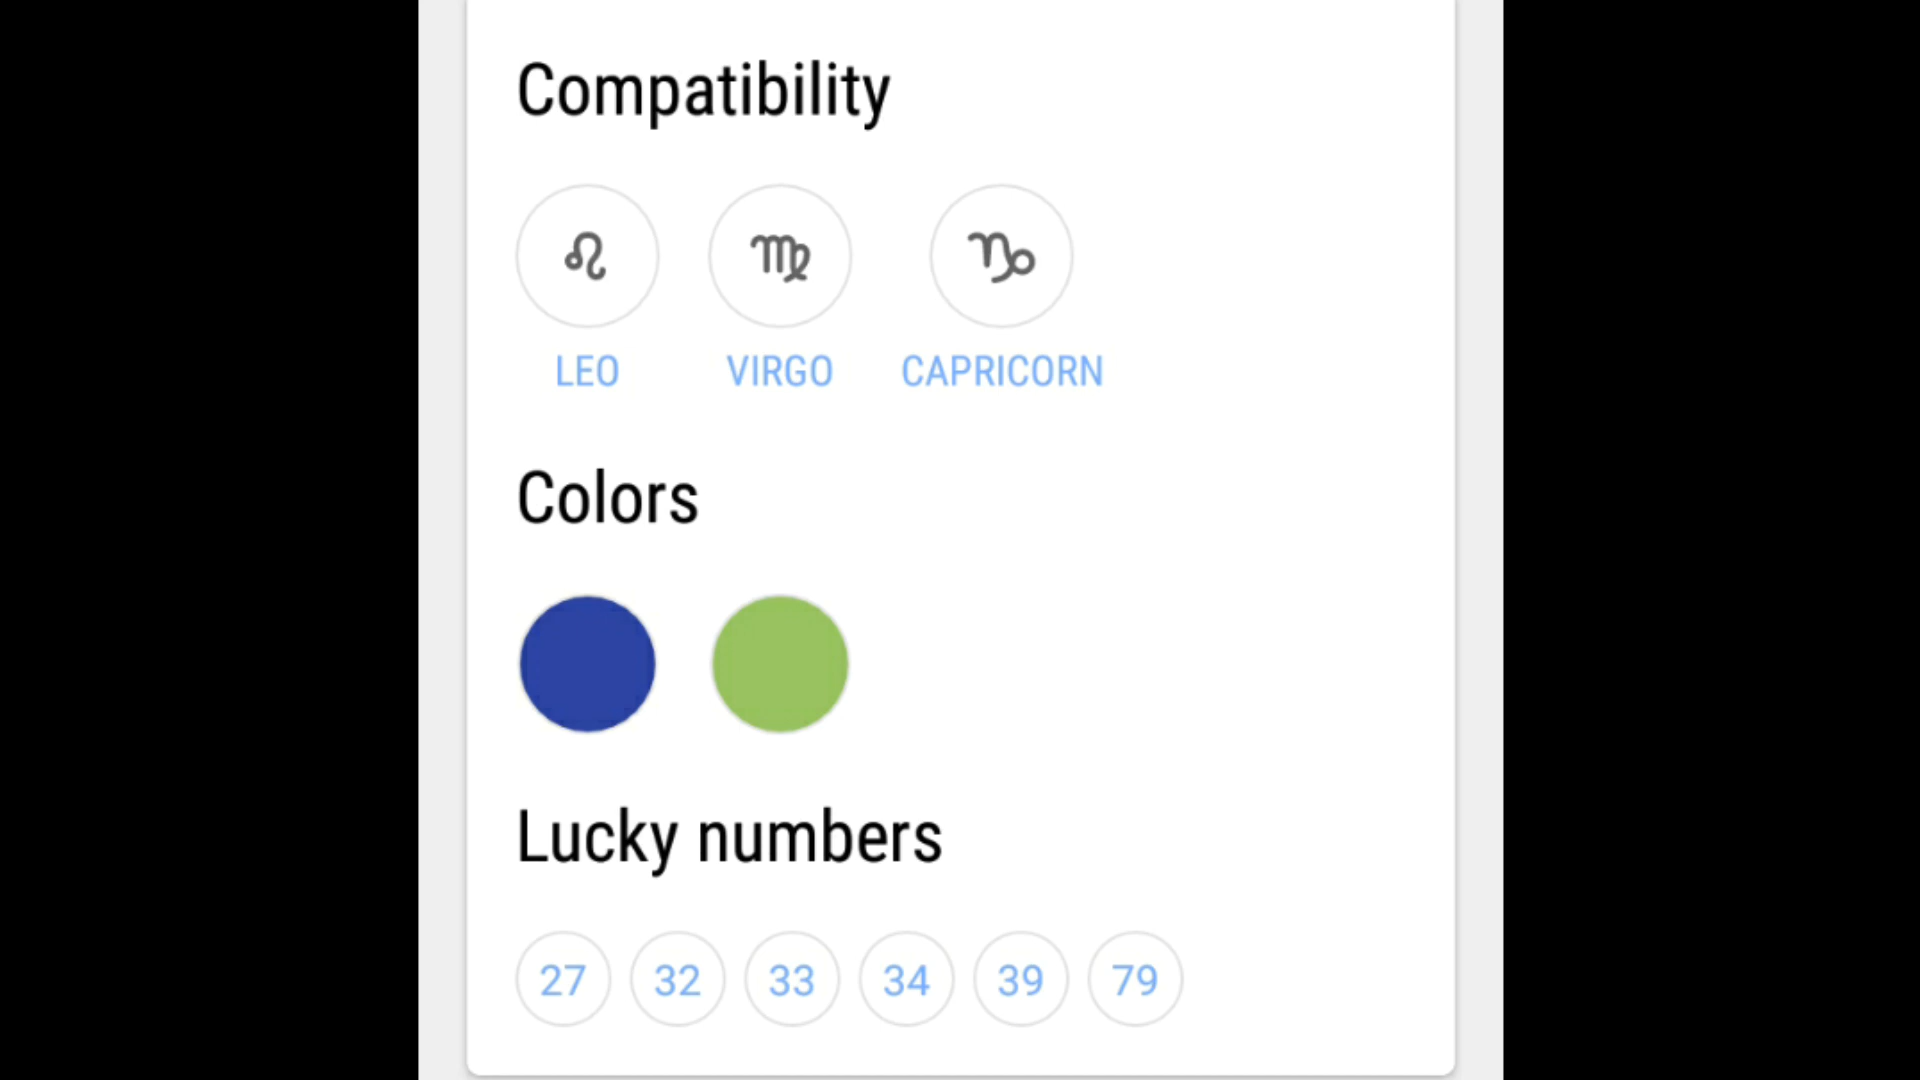 Compatibility
LEO VIRGO CAPRICORN
Colors
Lucky numbers
27 32 33 34 39 79